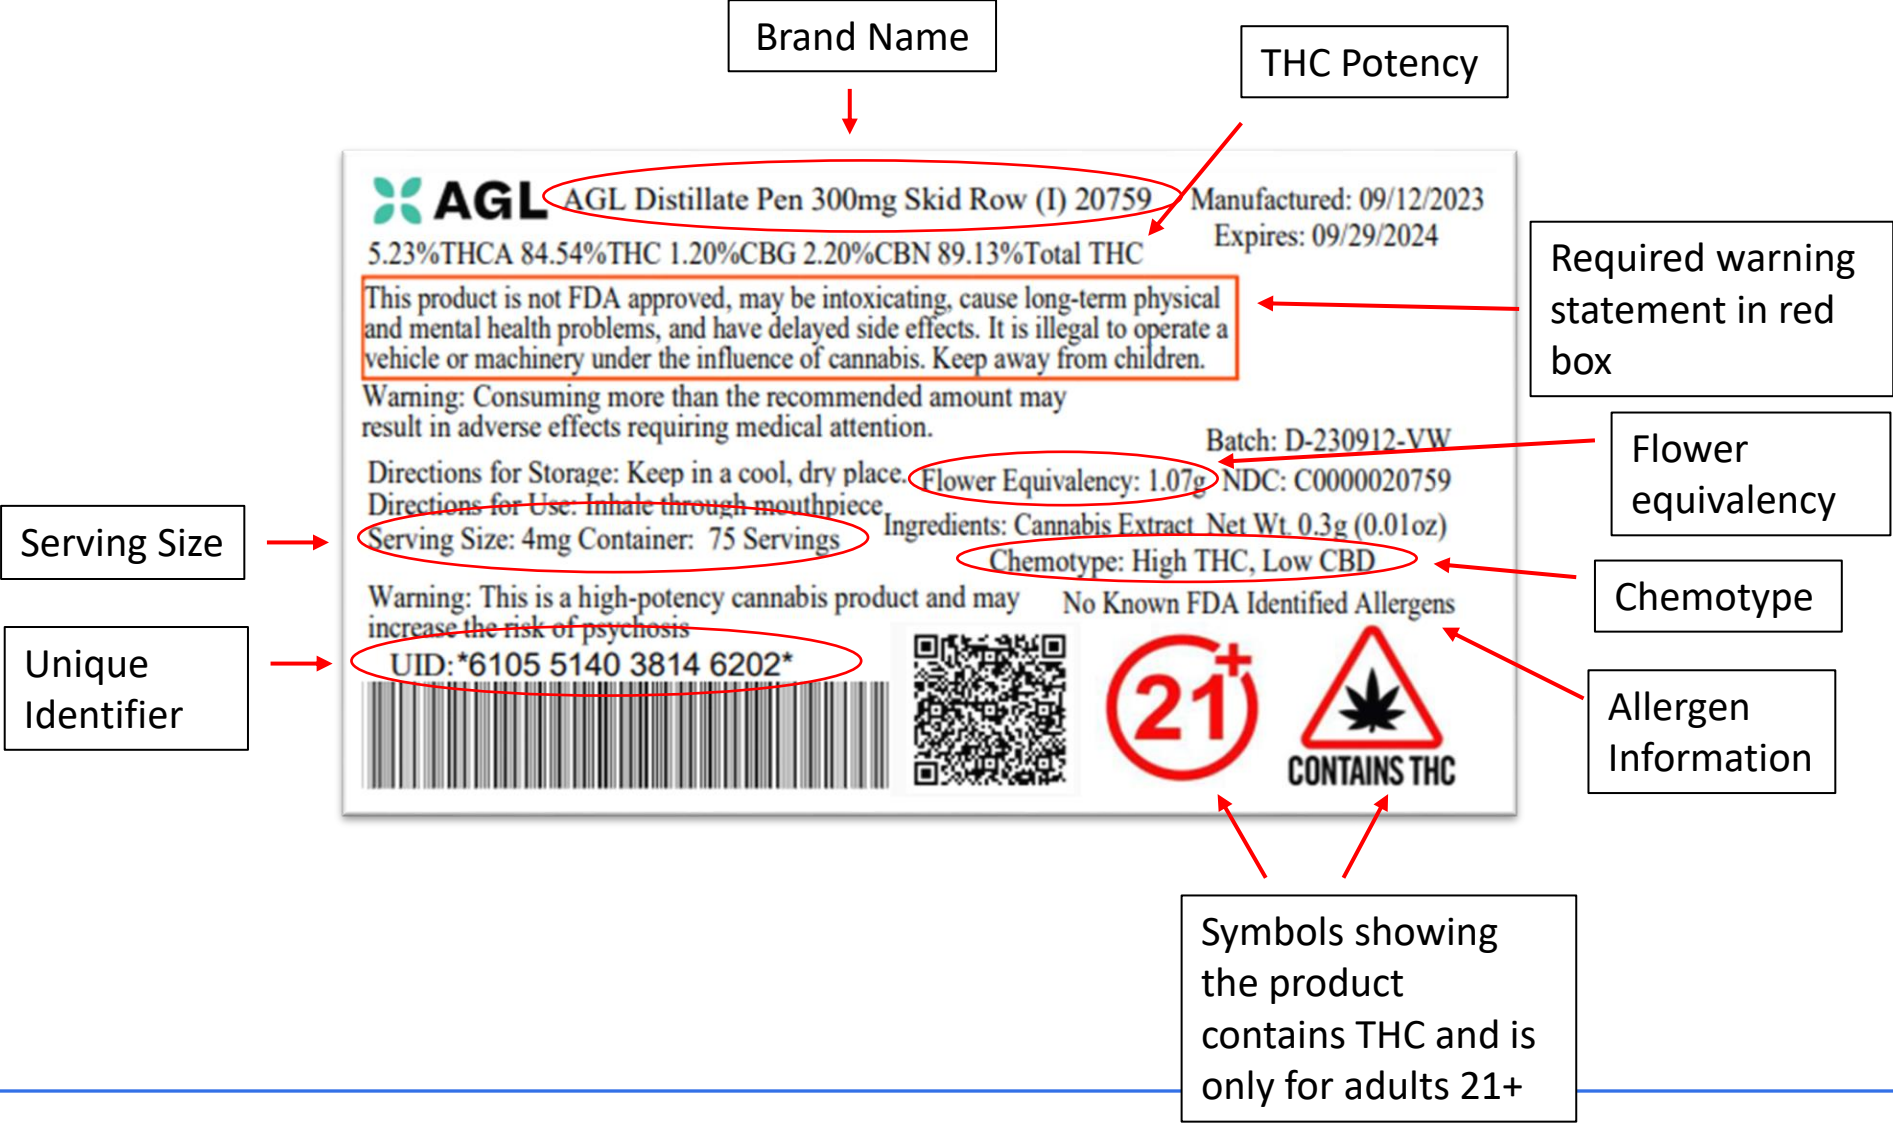 Brand Name
THC Potency
AGL
AGL Distillate Pen 300mg Skid Row (I) 20759
Manufactured: 09/12/2023
Expires: 09/29/2024
5.23%THCA 84.54%THC 1.20%CBG 2.20%CBN 89.13%Total THC
This product is not FDA approved, may be intoxicating, cause long-term physical
and mental health problems, and have delayed side effects. It is illegal to operate a
vehicle or machinery under the influence of cannabis. Keep away from children.
Required warning
statement in red
box
Warning: Consuming more than the recommended amount may
result in adverse effects requiring medical attention.
Batch: D-230912-VW
Flower
equivalency
Directions for Storage: Keep in a cool, dry place.
Flower Equivalency: 1.07g
NDC: C0000020759
Directions for Use: Inhale through mouthpiece
Ingredients: Cannabis Extract Net Wt. 0.3g (0.01oz)
Serving Size
Serving Size: 4mg Container: 75 Servings
Chemotype: High THC, Low CBD
Chemotype
Warning: This is a high-potency cannabis product and may
increase the risk of psychosis
No Known FDA Identified Allergens
Unique
Identifier
UID:*6105 5140 3814 6202*
21+
CONTAINS THC
Allergen
Information
Symbols showing
the product
contains THC and is
only for adults 21+